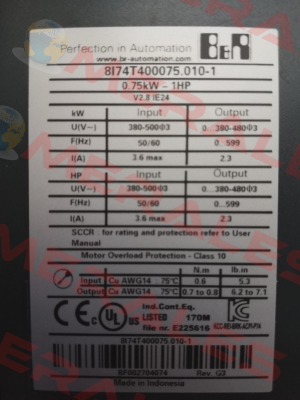 Perfection in Automation
www.br-automation.com
B&R
8I74T400075.010-1
0.75kW - 1HP
V2.8 IE24
kW Input Output
U(V~) 380-500Φ3 0...380-480Φ3
F(Hz) 50/60 0...599
I(A) 3.6 max 2.3
HP Input Output
U(V~) 380-500Φ3 0...380-480Φ3
F(Hz) 50/60 0...599
I(A) 3.6 max 2.3
SCCR : for rating and protection refer to User
Manual
Motor Overload Protection - Class 10
N.m lb.in
Input Cu AWG14 75°C 0.6 5.3
Output Cu AWG14 75°C 0.7 to 0.8 6.2 to 7.1
Ind.Cont.Eq.
LISTED 170M
file nr. E225616
8I74T400075.010-1
8F002704074 Rev. G3
Made in Indonesia